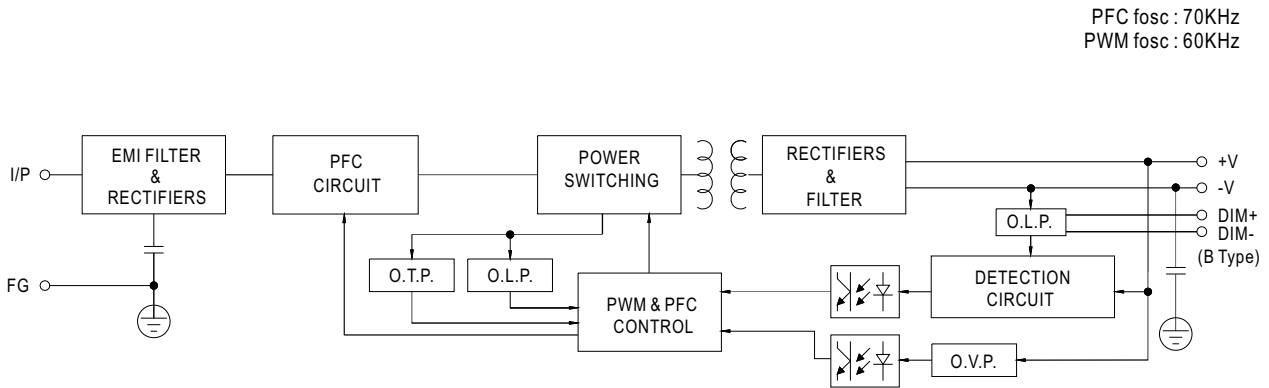 PFC fosc : 70KHz
PWM fosc : 60KHz
I/P
EMI FILTER
&
RECTIFIERS
PFC
CIRCUIT
POWER
SWITCHING
RECTIFIERS
&
FILTER
+V
-V
O.L.P.
DIM+
DIM-
(B Type)
FG
O.T.P.
O.L.P.
PWM & PFC
CONTROL
DETECTION
CIRCUIT
O.V.P.